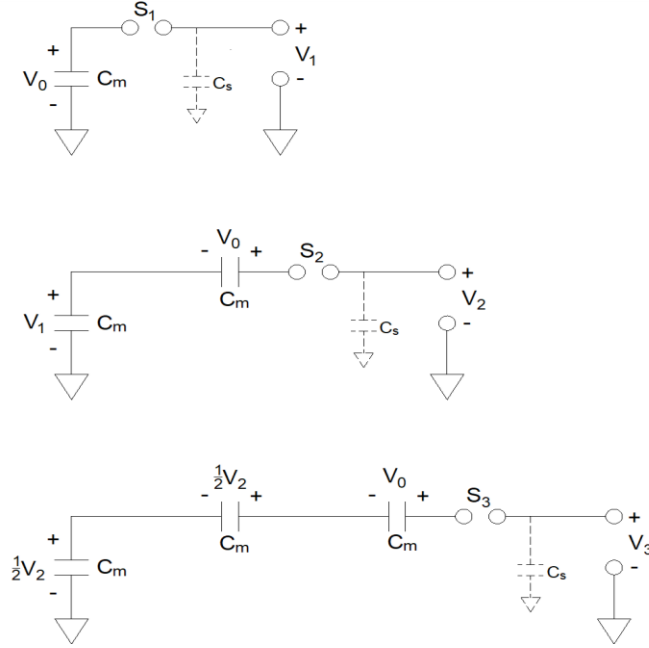 S₁
+ +
V₀ Cₘ Cₛ V₁
- -
V₀
- + S₂
+ Cₘ +
V₁ Cₘ Cₛ V₂
- -
½V₂ V₀
- + - + S₃
+ Cₘ Cₘ +
½V₂ Cₘ Cₛ V₃
- -